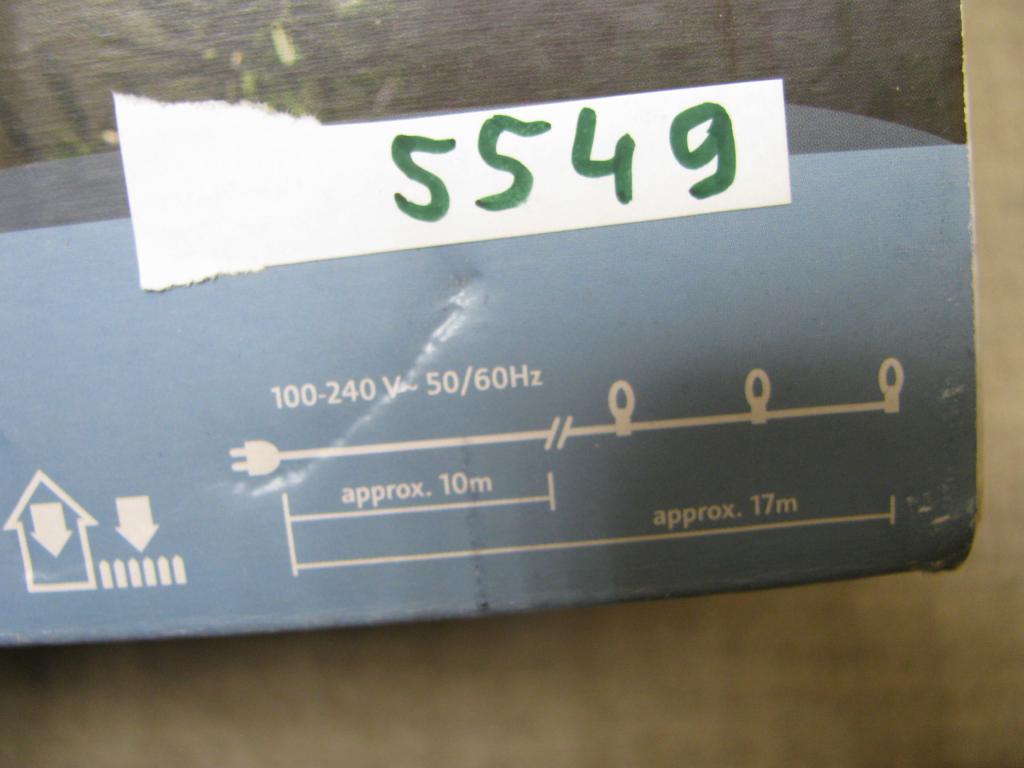 5549
100-240 V~ 50/60Hz
approx. 10m
approx. 17m